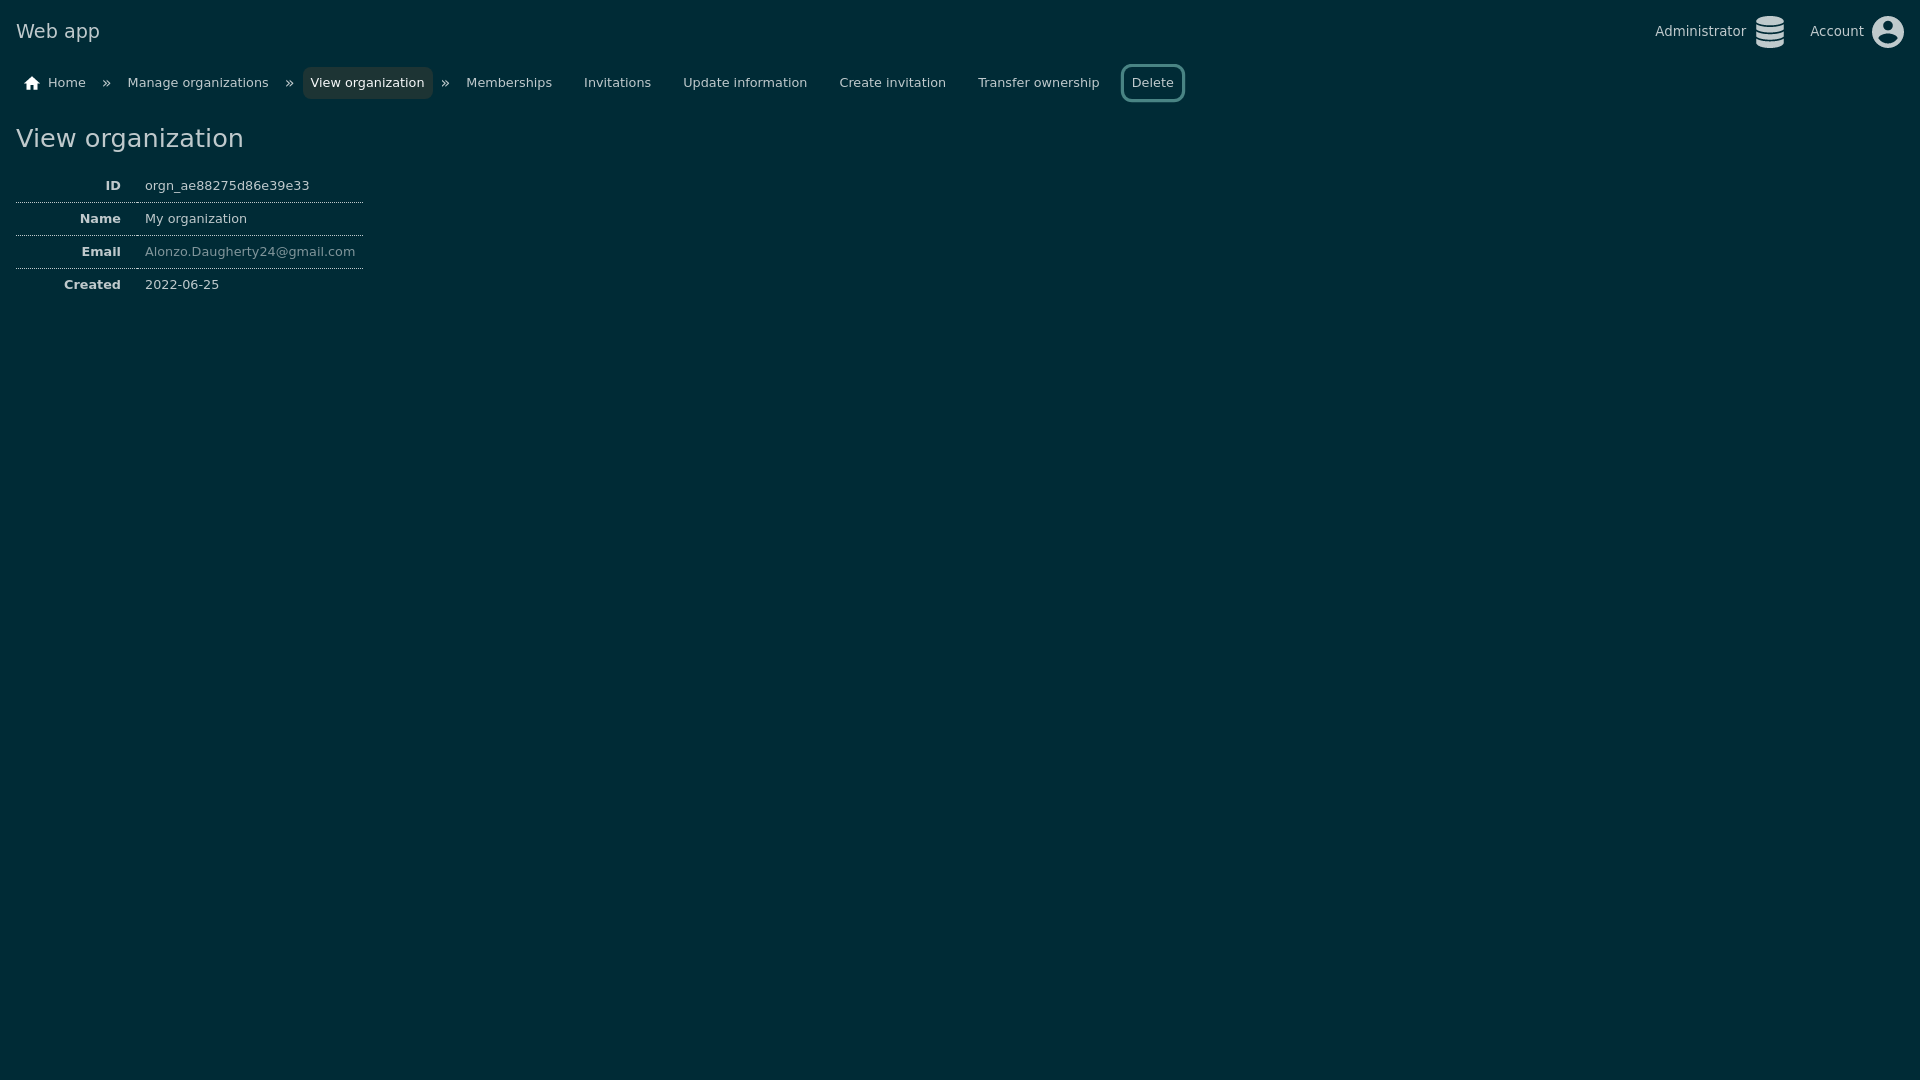 Web app
Administrator
Account
Home » Manage organizations » View organization » Memberships Invitations Update information Create invitation Transfer ownership Delete
View organization
ID orgn_ae88275d86e39e33
Name My organization
Email Alonzo.Daugherty24@gmail.com
Created 2022-06-25